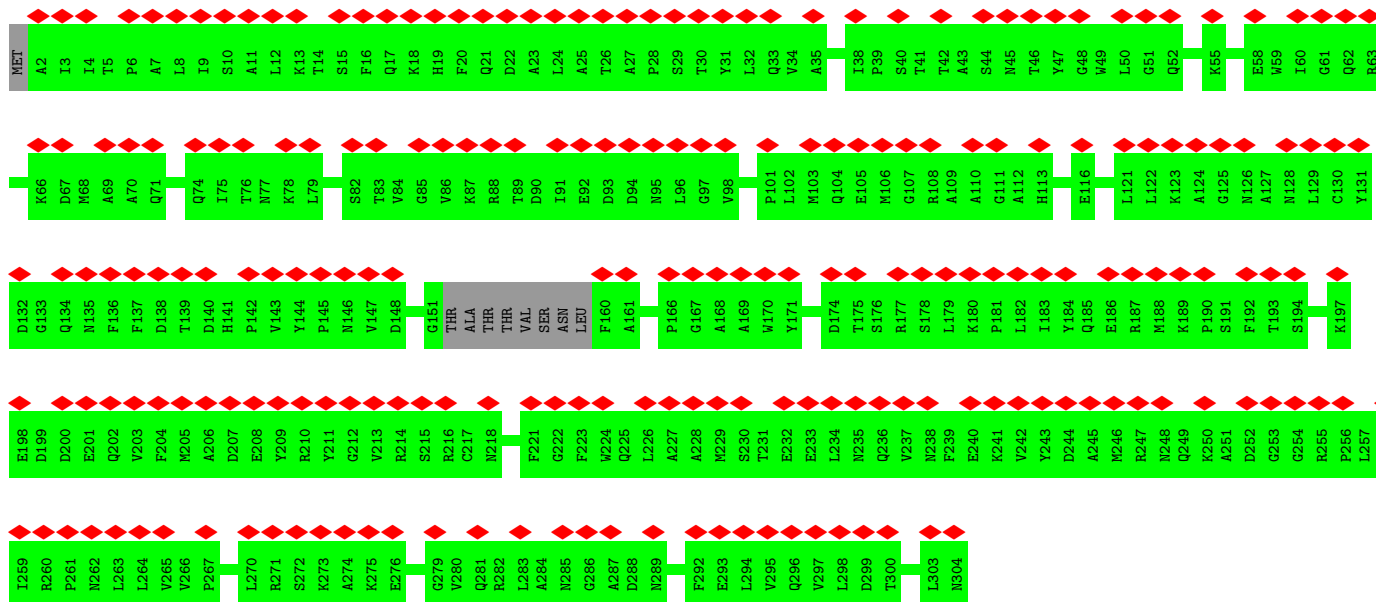 MET A2 I3 I4 T5 P6 A7 L8 I9 S10 A11 L12 K13 T14 S15 F16 Q17 K18 H19 F20 Q21 D22 A23 L24 A25 T26 A27 P28 S29 T30 Y31 L32 Q33 V34 A35 I38 P39 S40 T41 T42 A43 S44 N45 T46 Y47 G48 W49 L50 G51 Q52 K55 E58 W59 I60 G61 Q62 R63
K66 D67 M68 A69 A70 Q71 Q74 I75 T76 N77 K78 L79 S82 T83 V84 G85 V86 K87 R88 T89 D90 I91 E92 D93 D94 N95 L96 G97 V98 P101 L102 M103 Q104 E105 M106 G107 R108 A109 A110 G111 A112 H113 E116 L121 L122 K123 A124 G125 N126 A127 N128 L129 C130 Y131
D132 G133 Q134 N135 F136 F137 D138 T139 D140 H141 P142 V143 Y144 P145 N146 V147 D148 G151 THR ALA THR THR VAL SER ASN LEU F160 A161 P166 G167 A168 A169 W170 Y171 D174 T175 S176 R177 S178 L179 K180 P181 L182 I183 Y184 Q185 E186 R187 M188 K189 P190 S191 F192 T193 S194 K197
E198 D199 D200 E201 Q202 V203 F204 M205 A206 D207 E208 Y209 R210 Y211 G212 V213 R214 S215 R216 C217 N218 F221 G222 F223 W224 Q225 L226 A227 A228 M229 S230 T231 E232 E233 L234 N235 Q236 V237 N238 F239 E240 K241 V242 Y243 D244 A245 M246 R247 N248 Q249 K250 A251 D252 G253 G254 R255 P256 L257
I259 R260 P261 N262 L263 L264 V265 V266 P267 L270 R271 S272 K273 A274 K275 E276 G279 V280 Q281 R282 L283 A284 N285 G286 A287 D288 N289 F292 E293 L294 V295 Q296 V297 L298 D299 T300 L303 N304